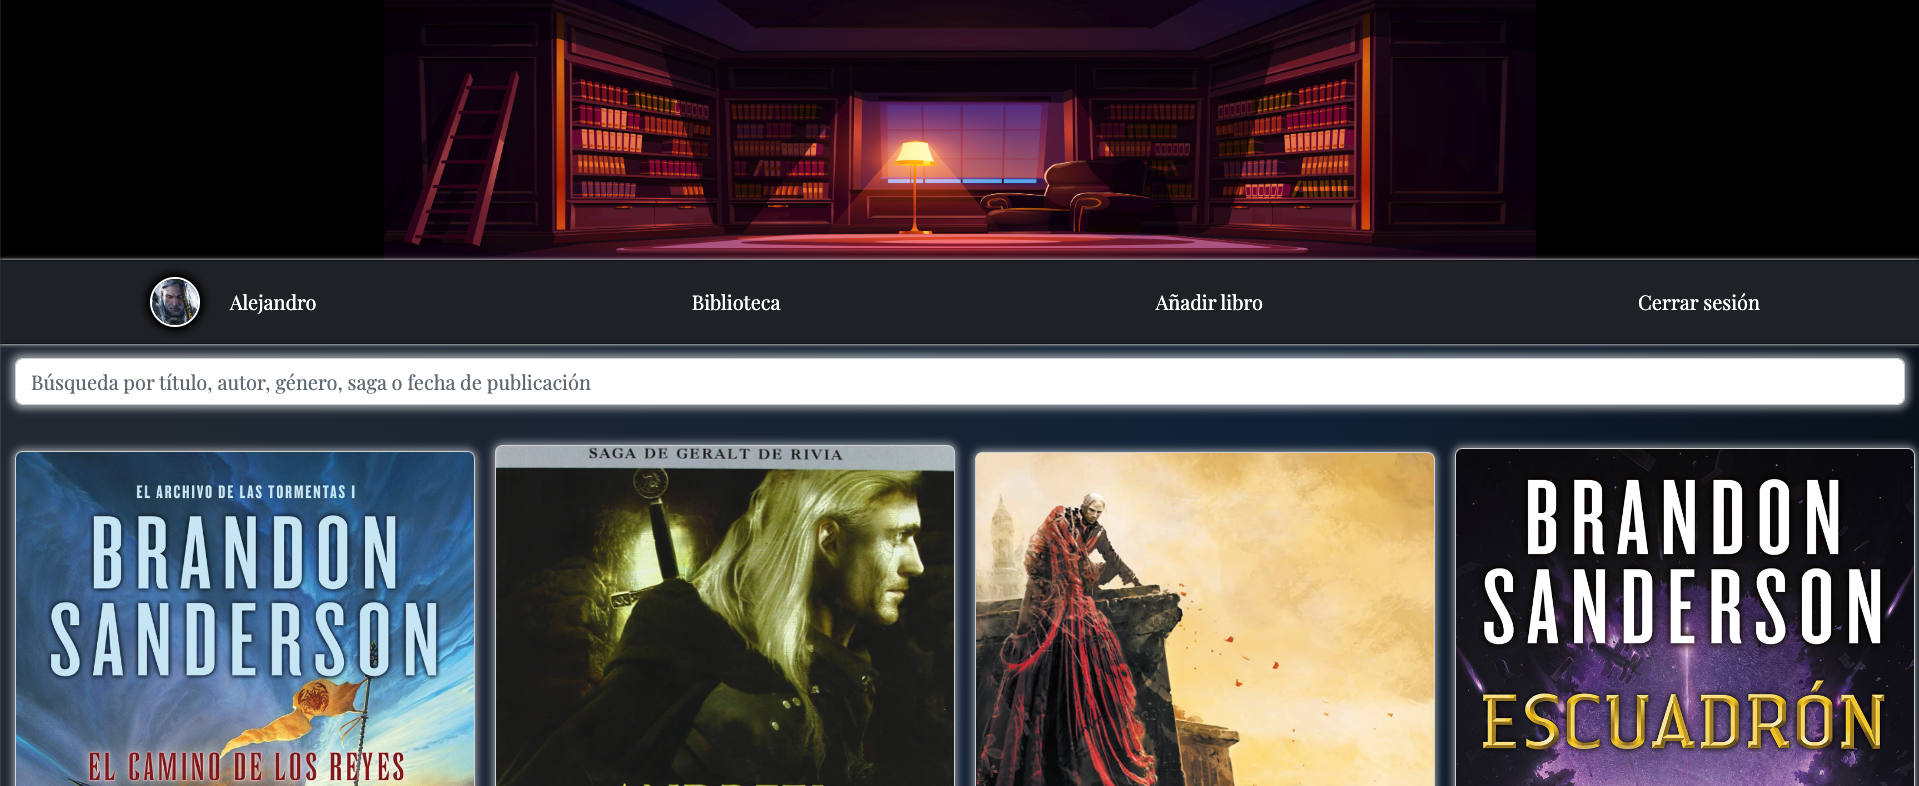 Alejandro
Biblioteca
Añadir libro
Cerrar sesión
Búsqueda por título, autor, género, saga o fecha de publicación
EL ARCHIVO DE LAS TORMENTAS I
BRANDON
SANDERSON
EL CAMINO DE LOS REYES
SAGA DE GERALT DE RIVIA
BRANDON
SANDERSON
ESCUADRÓN